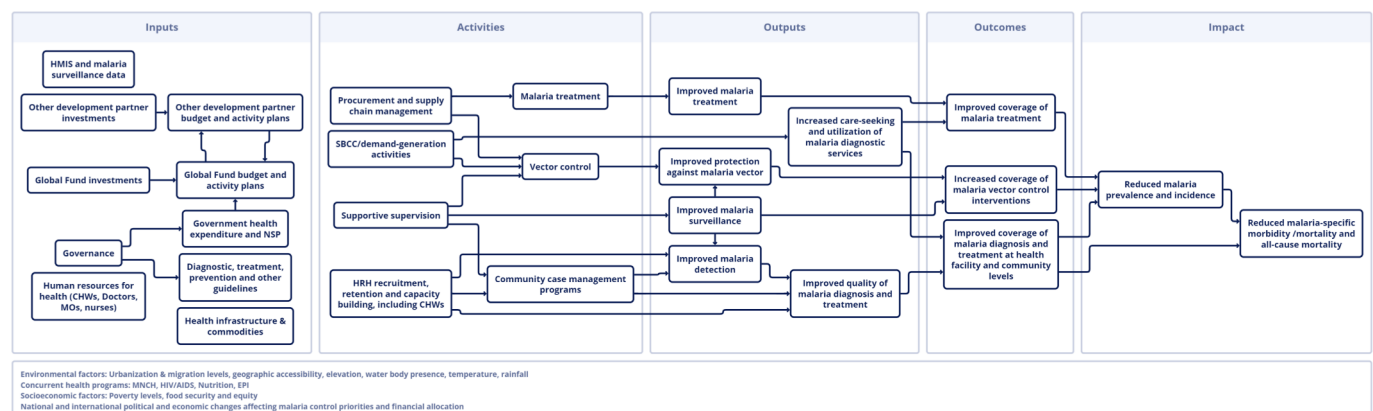 Inputs
HMIS and malaria
surveillance data
Other development partner
investments
Other development partner
budget and activity plans
Global Fund investments
Global Fund budget and
activity plans
Government health
expenditure and NSP
Governance
Diagnostic, treatment,
prevention and other
guidelines
Human resources for
health (CHWs, Doctors,
MOs, nurses)
Health infrastructure &
commodities
Activities
Procurement and supply
chain management
Malaria treatment
SBCC/demand-generation
activities
Vector control
Supportive supervision
HRH recruitment,
retention and capacity
building, including CHWs
Community case management
programs
Outputs
Improved malaria
treatment
Increased care-seeking
and utilization of
malaria diagnostic
services
Improved protection
against malaria vector
Improved malaria
surveillance
Improved malaria
detection
Improved quality of
malaria diagnosis and
treatment
Outcomes
Improved coverage of
malaria treatment
Increased coverage of
malaria vector control
interventions
Improved coverage of
malaria diagnosis and
treatment at health
facility and community
levels
Impact
Reduced malaria
prevalence and incidence
Reduced malaria-specific
morbidity /mortality and
all-cause mortality
Environmental factors: Urbanization & migration levels, geographic accessibility, elevation, water body presence, temperature, rainfall
Concurrent health programs: MNCH, HIV/AIDS, Nutrition, EPI
Socioeconomic factors: Poverty levels, food security and equity
National and international political and economic changes affecting malaria control priorities and financial allocation